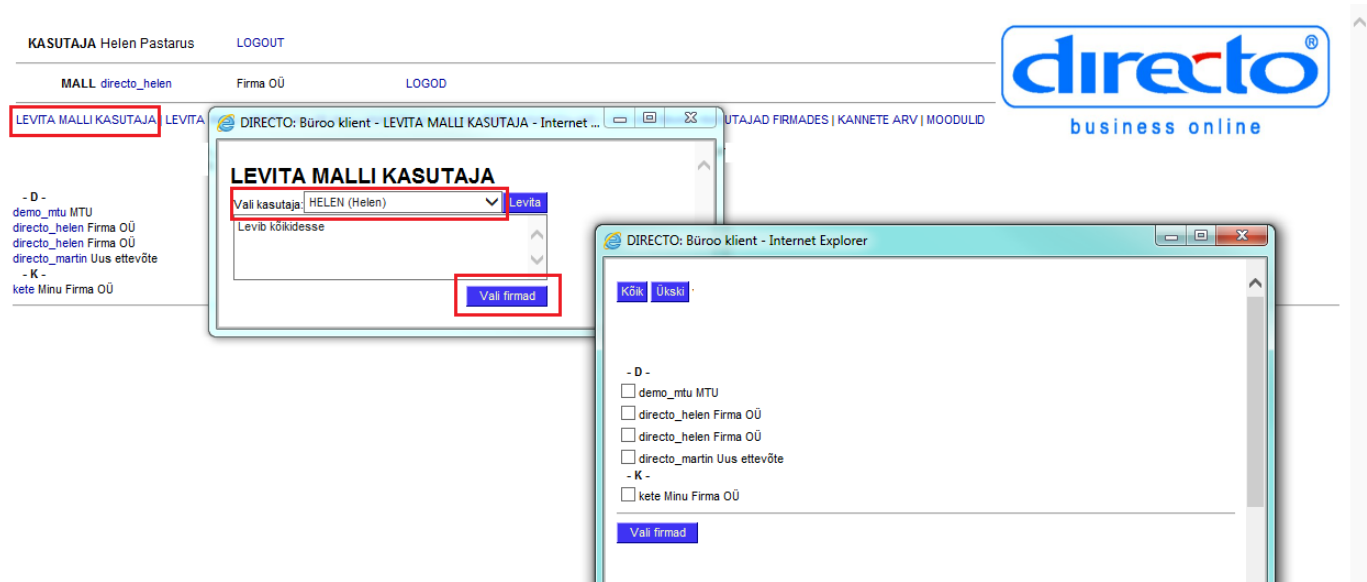 KASUTAJA Helen Pastarus LOGOUT
MALL directo_helen Firma OÜ LOGOD
directo®
business online
LEVITA MALLI KASUTAJA | LEVITA
UTAJAD FIRMADES | KANNETE ARV | MOODULID
- D -
demo_mtu MTU
directo_helen Firma OÜ
directo_helen Firma OÜ
directo_martin Uus ettevõte
- K -
kete Minu Firma OÜ
DIRECTO: Büroo klient - LEVITA MALLI KASUTAJA - Internet ...
LEVITA MALLI KASUTAJA
Vali kasutaja: HELEN (Helen) Levita
Levib kõikidesse
Vali firmad
DIRECTO: Büroo klient - Internet Explorer
Kõik Ükski
- D -
demo_mtu MTU
directo_helen Firma OÜ
directo_helen Firma OÜ
directo_martin Uus ettevõte
- K -
kete Minu Firma OÜ
Vali firmad